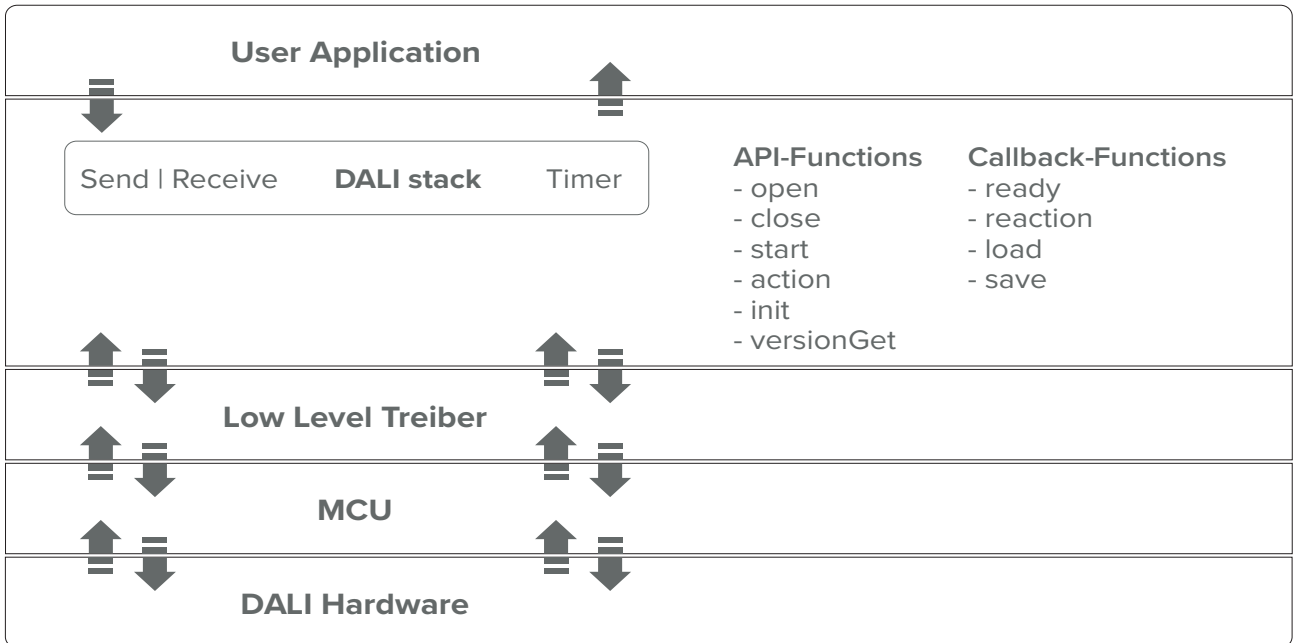 User Application
Send | Receive DALI stack Timer
API-Functions
- open
- close
- start
- action
- init
- versionGet
Callback-Functions
- ready
- reaction
- load
- save
Low Level Treiber
MCU
DALI Hardware